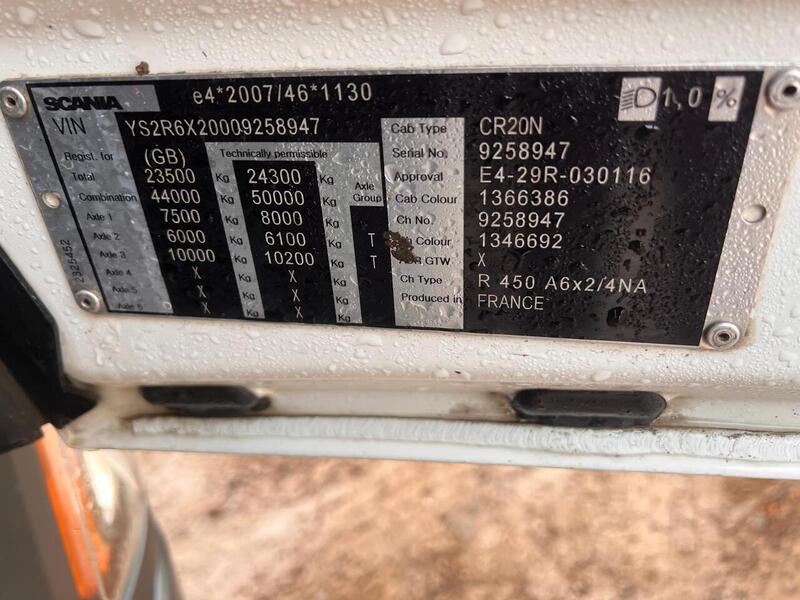 SCANIA e4*2007/46*1130 1,0 %
VIN YS2R6X20009258947 Cab Type CR20N
Regist. for (GB) Technically permissible Serial No. 9258947
Total 23500 Kg 24300 Kg Axle Group Approval E4-29R-030116
Combination 44000 Kg 50000 Kg Cab Colour 1366386
Axle 1 7500 Kg 8000 Kg Ch No. 9258947
Axle 2 6000 Kg 6100 Kg T Colour 1346692
Axle 3 10000 Kg 10200 Kg T GTW X
Axle 4 X Kg X Kg Ch Type R 450 A6x2/4NA
Axle 5 X Kg X Kg Produced in FRANCE
Axle 6 X Kg X Kg
2325452